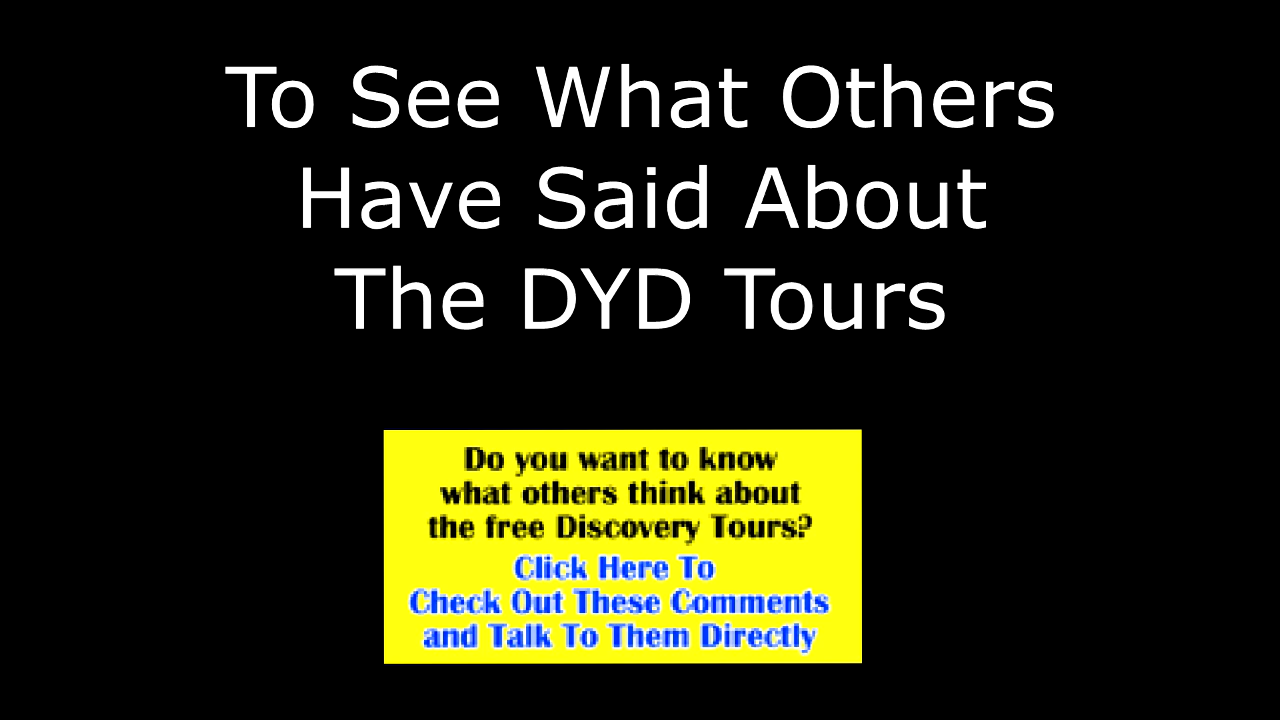 To See What Others
Have Said About
The DYD Tours
Do you want to know
what others think about
the free Discovery Tours?
Click Here To
Check Out These Comments
and Talk To Them Directly